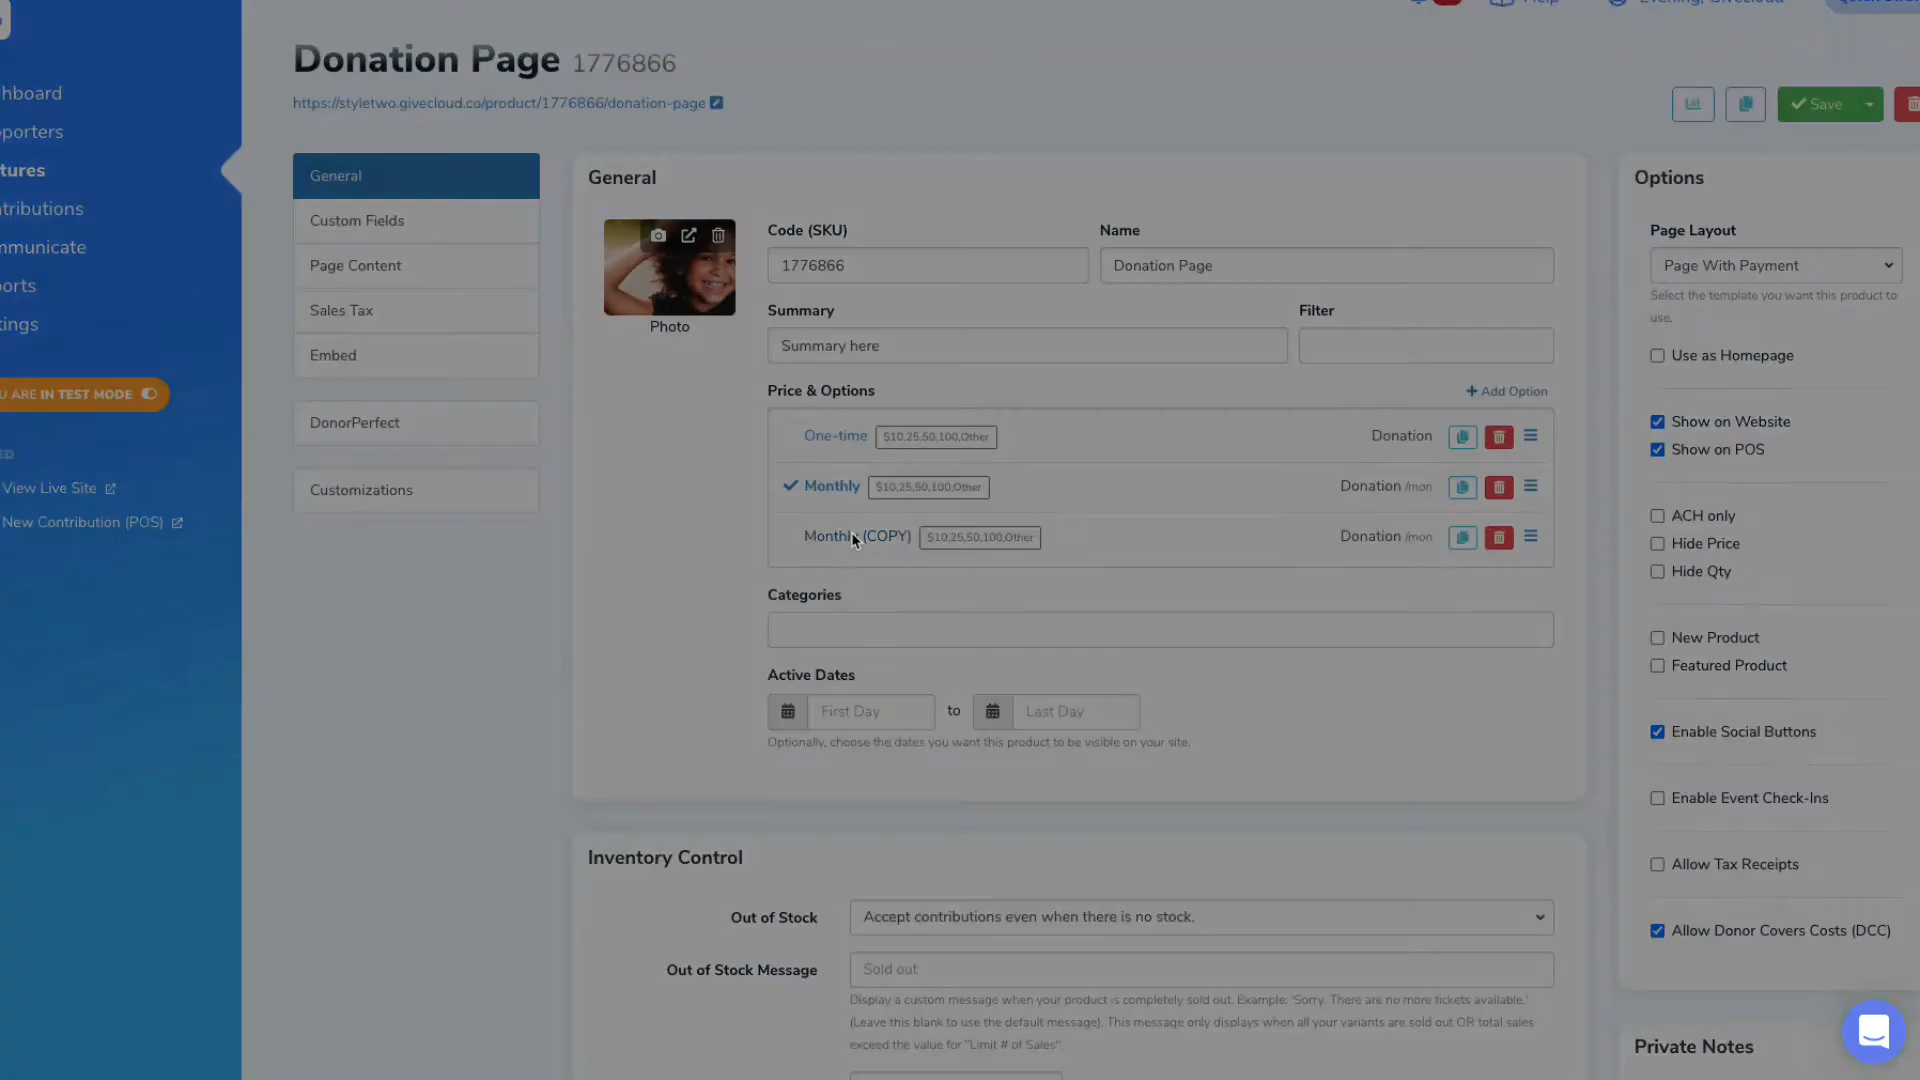 Help
Evening, Givecloud
hboard
porters
tures
tributions
mmunicate
orts
tings
U ARE IN TEST MODE
ED
View Live Site
New Contribution (POS)
Donation Page 1776866
https://styletwo.givecloud.co/product/1776866/donation-page
Save
General
Custom Fields
Page Content
Sales Tax
Embed
DonorPerfect
Customizations
General
Photo
Code (SKU)
Name
1776866
Donation Page
Summary
Filter
Summary here
Price & Options
Add Option
One-time $10,25,50,100,Other Donation
Monthly $10,25,50,100,Other Donation /mon
Monthly (COPY) $10,25,50,100,Other Donation /mon
Categories
Active Dates
First Day to Last Day
Optionally, choose the dates you want this product to be visible on your site.
Inventory Control
Out of Stock Accept contributions even when there is no stock.
Out of Stock Message Sold out
Display a custom message when your product is completely sold out. Example: 'Sorry. There are no more tickets available.'
(Leave this blank to use the default message). This message only displays when all your variants are sold out OR total sales
exceed the value for "Limit # of Sales".
Options
Page Layout
Page With Payment
Select the template you want this product to
use.
Use as Homepage
Show on Website
Show on POS
ACH only
Hide Price
Hide Qty
New Product
Featured Product
Enable Social Buttons
Enable Event Check-Ins
Allow Tax Receipts
Allow Donor Covers Costs (DCC)
Private Notes